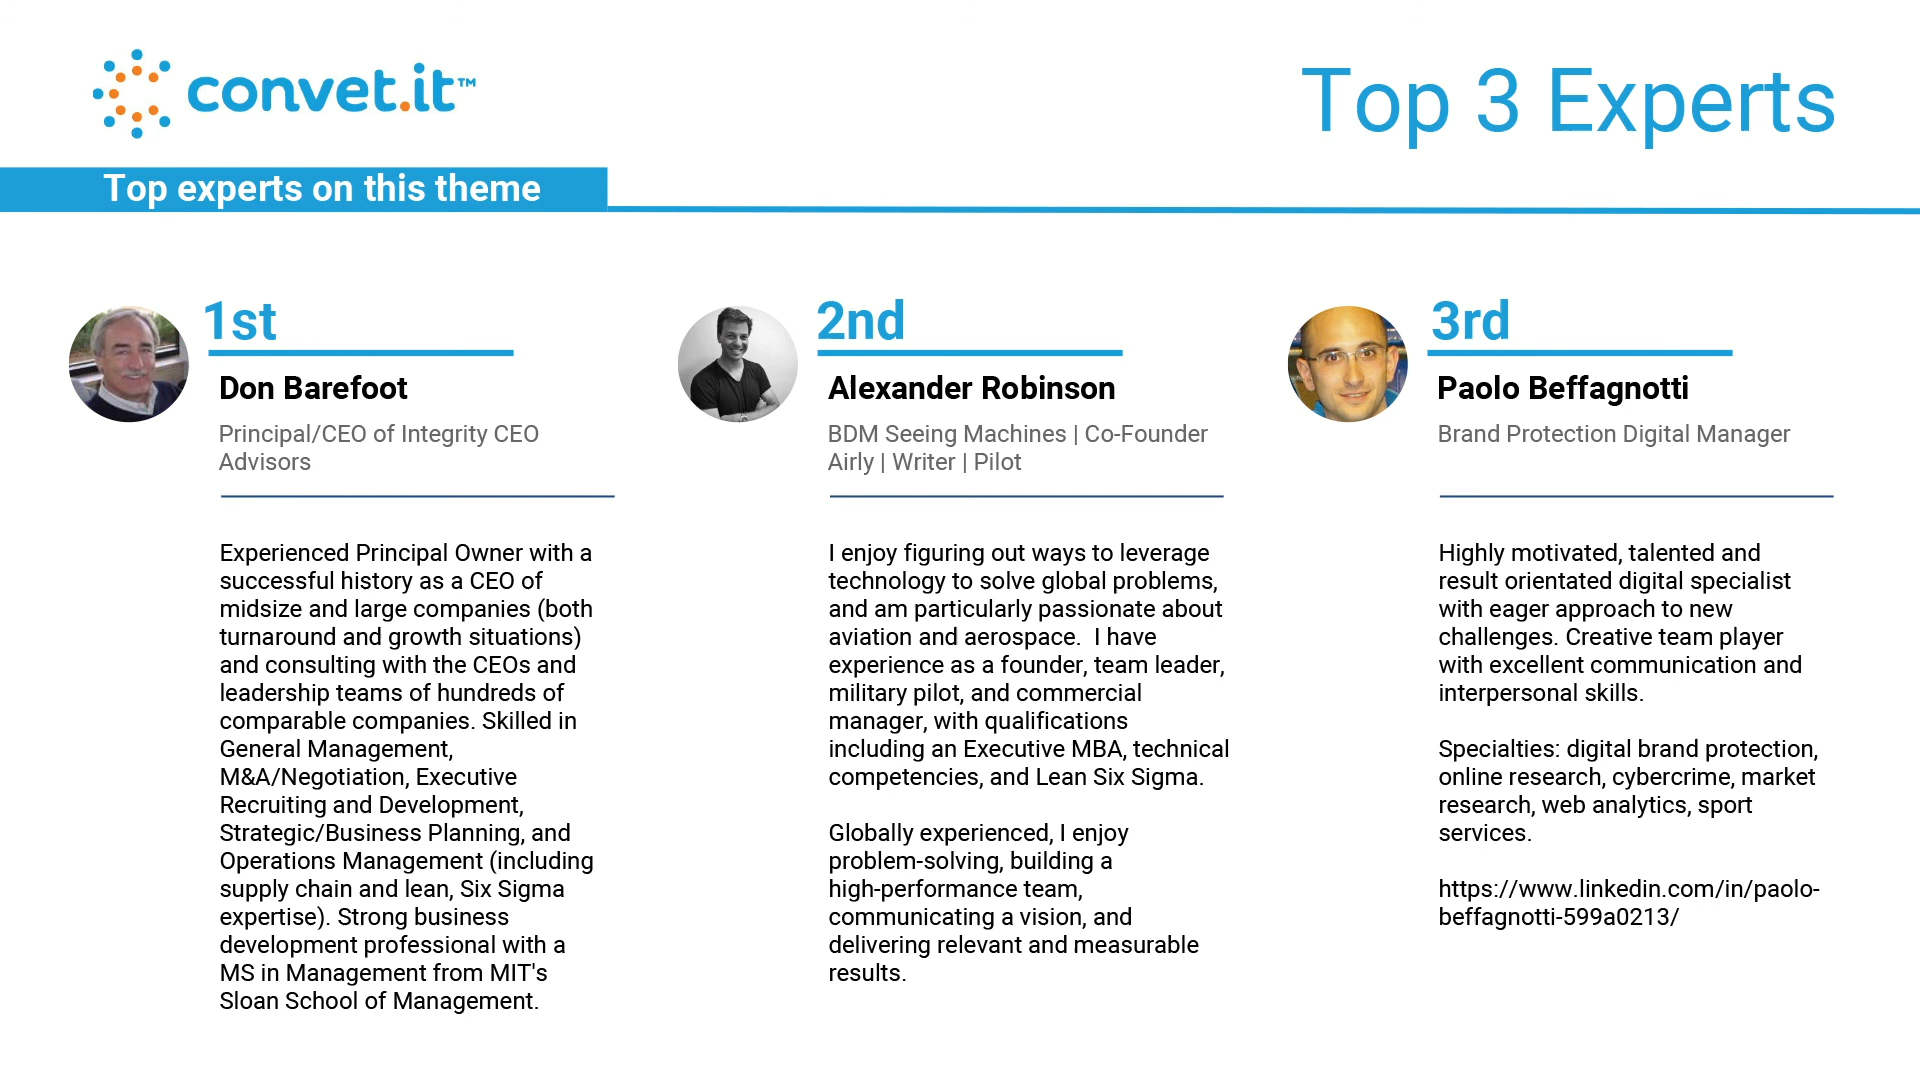 convet.it™
Top 3 Experts
Top experts on this theme
1st
Don Barefoot
Principal/CEO of Integrity CEO
Advisors
Experienced Principal Owner with a
successful history as a CEO of
midsize and large companies (both
turnaround and growth situations)
and consulting with the CEOs and
leadership teams of hundreds of
comparable companies. Skilled in
General Management,
M&A/Negotiation, Executive
Recruiting and Development,
Strategic/Business Planning, and
Operations Management (including
supply chain and lean, Six Sigma
expertise). Strong business
development professional with a
MS in Management from MIT's
Sloan School of Management.
2nd
Alexander Robinson
BDM Seeing Machines | Co-Founder
Airly | Writer | Pilot
I enjoy figuring out ways to leverage
technology to solve global problems,
and am particularly passionate about
aviation and aerospace.  I have
experience as a founder, team leader,
military pilot, and commercial
manager, with qualifications
including an Executive MBA, technical
competencies, and Lean Six Sigma.
Globally experienced, I enjoy
problem-solving, building a
high-performance team,
communicating a vision, and
delivering relevant and measurable
results.
3rd
Paolo Beffagnotti
Brand Protection Digital Manager
Highly motivated, talented and
result orientated digital specialist
with eager approach to new
challenges. Creative team player
with excellent communication and
interpersonal skills.
Specialties: digital brand protection,
online research, cybercrime, market
research, web analytics, sport
services.
https://www.linkedin.com/in/paolo-
beffagnotti-599a0213/